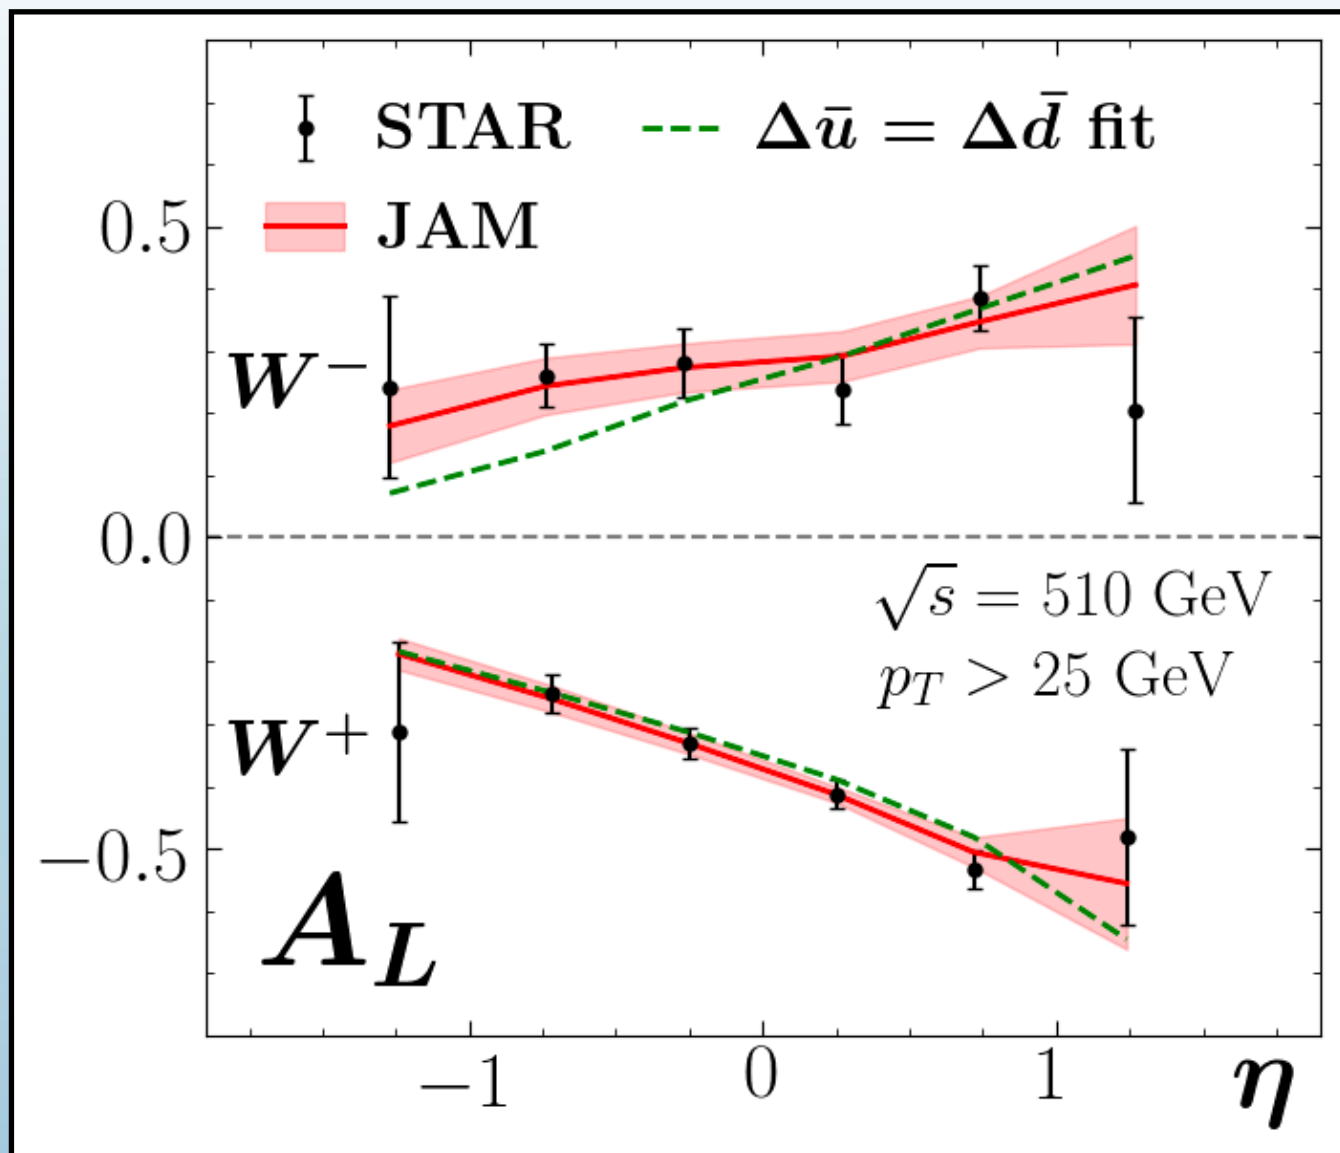 STAR
Δū = Δd̄ fit
JAM
0.5
W⁻
0.0
√s = 510 GeV
p_T > 25 GeV
W⁺
−0.5
A_L
−1 0 1 η